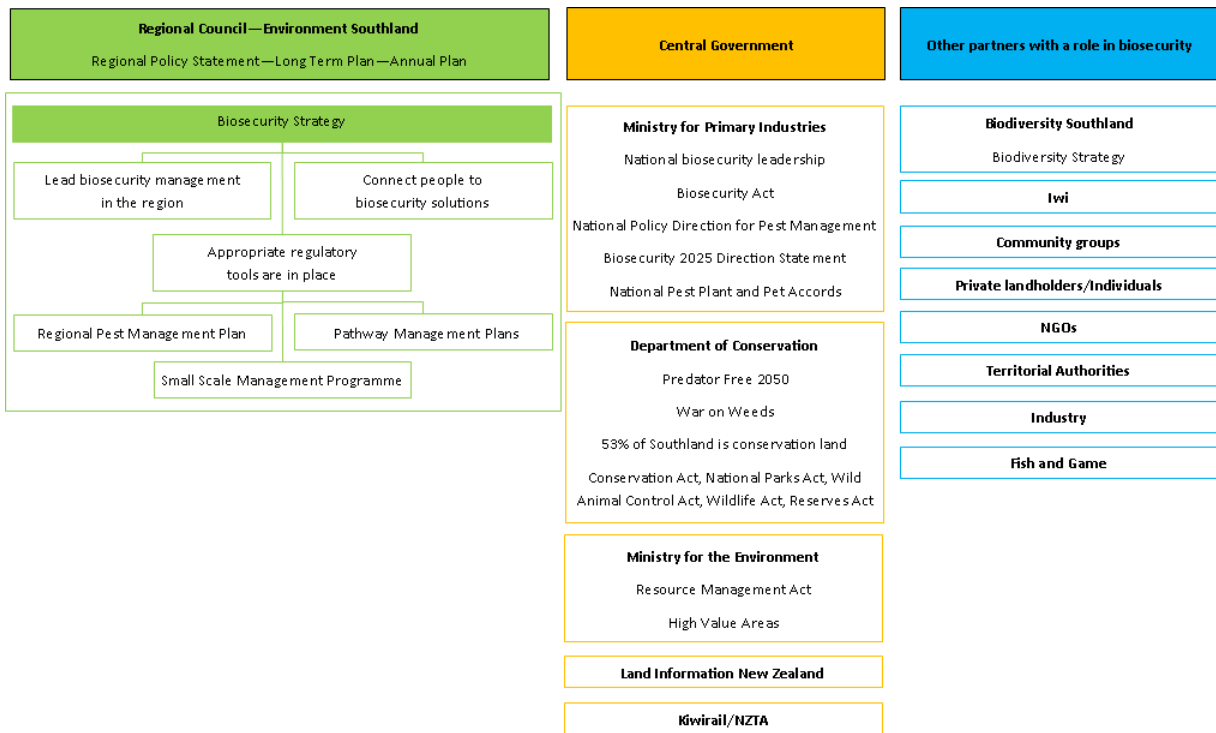 Regional Council—Environment Southland
Regional Policy Statement—Long Term Plan—Annual Plan
Biosecurity Strategy
Lead biosecurity management
in the region
Connect people to
biosecurity solutions
Appropriate regulatory
tools are in place
Regional Pest Management Plan
Pathway Management Plans
Small Scale Management Programme
Central Government
Ministry for Primary Industries
National biosecurity leadership
Biosecurity Act
National Policy Direction for Pest Management
Biosecurity 2025 Direction Statement
National Pest Plant and Pet Accords
Department of Conservation
Predator Free 2050
War on Weeds
53% of Southland is conservation land
Conservation Act, National Parks Act, Wild
Animal Control Act, Wildlife Act, Reserves Act
Ministry for the Environment
Resource Management Act
High Value Areas
Land Information New Zealand
Kiwirail/NZTA
Other partners with a role in biosecurity
Biodiversity Southland
Biodiversity Strategy
Iwi
Community groups
Private landholders/Individuals
NGOs
Territorial Authorities
Industry
Fish and Game